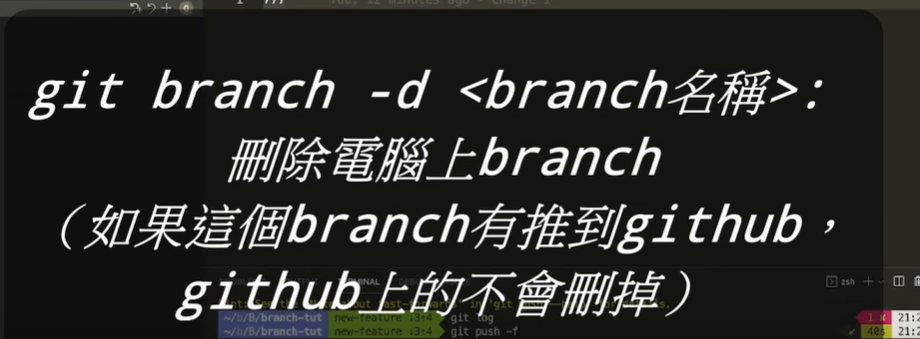 You, 12 minutes ago • Change 1
git branch -d <branch名稱>:
刪除電腦上branch
（如果這個branch有推到github，
github上的不會刪掉）
zsh
~/b/B/branch-tut new-feature ↓3↑4 git log
~/b/B/branch-tut new-feature ↓3↑4 git push -f
40s